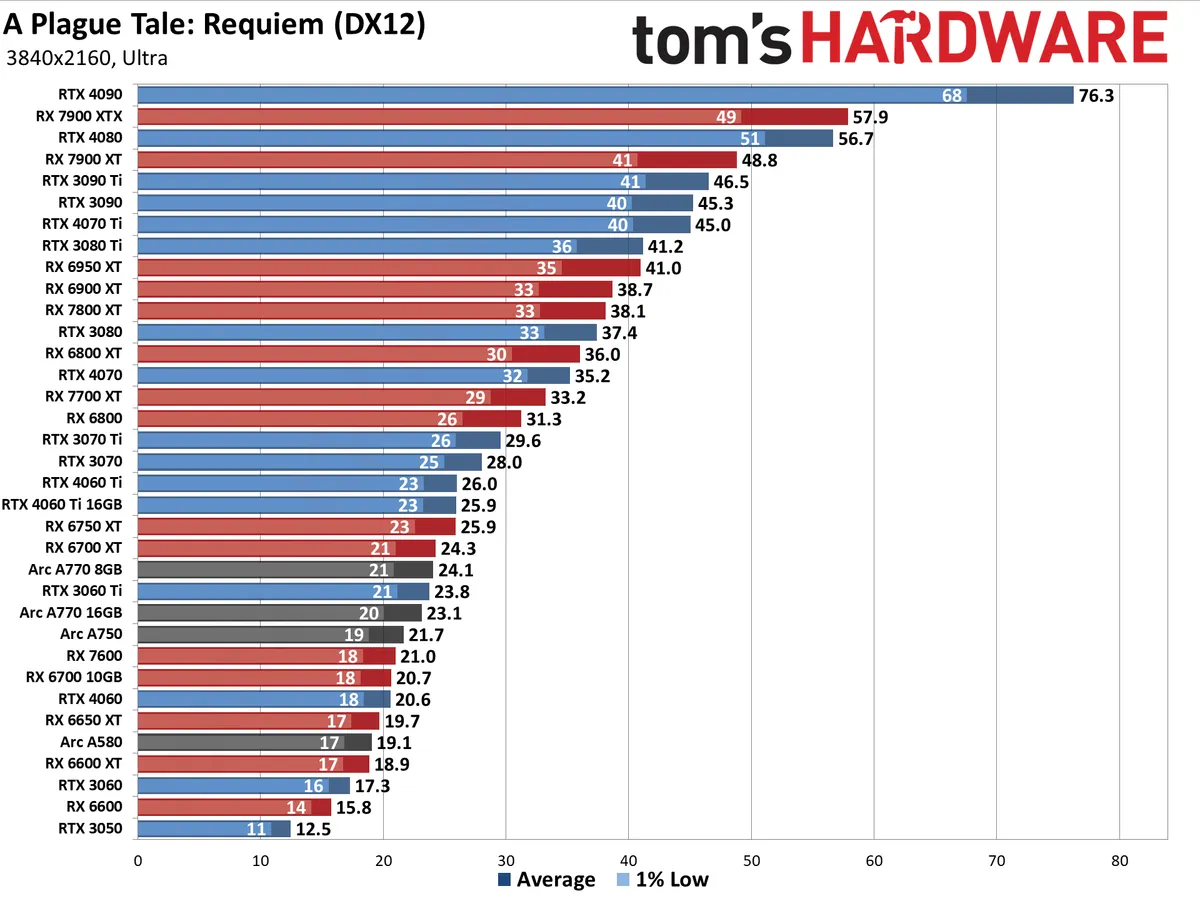 A Plague Tale: Requiem (DX12)
3840x2160, Ultra
tom's HARDWARE
RTX 4090 68 76.3
RX 7900 XTX 49 57.9
RTX 4080 51 56.7
RX 7900 XT 41 48.8
RTX 3090 Ti 41 46.5
RTX 3090 40 45.3
RTX 4070 Ti 40 45.0
RTX 3080 Ti 36 41.2
RX 6950 XT 35 41.0
RX 6900 XT 33 38.7
RX 7800 XT 33 38.1
RTX 3080 33 37.4
RX 6800 XT 30 36.0
RTX 4070 32 35.2
RX 7700 XT 29 33.2
RX 6800 26 31.3
RTX 3070 Ti 26 29.6
RTX 3070 25 28.0
RTX 4060 Ti 23 26.0
RTX 4060 Ti 16GB 23 25.9
RX 6750 XT 23 25.9
RX 6700 XT 21 24.3
Arc A770 8GB 21 24.1
RTX 3060 Ti 21 23.8
Arc A770 16GB 20 23.1
Arc A750 19 21.7
RX 7600 18 21.0
RX 6700 10GB 18 20.7
RTX 4060 18 20.6
RX 6650 XT 17 19.7
Arc A580 17 19.1
RX 6600 XT 17 18.9
RTX 3060 16 17.3
RX 6600 14 15.8
RTX 3050 11 12.5
0 10 20 30 40 50 60 70 80
Average 1% Low